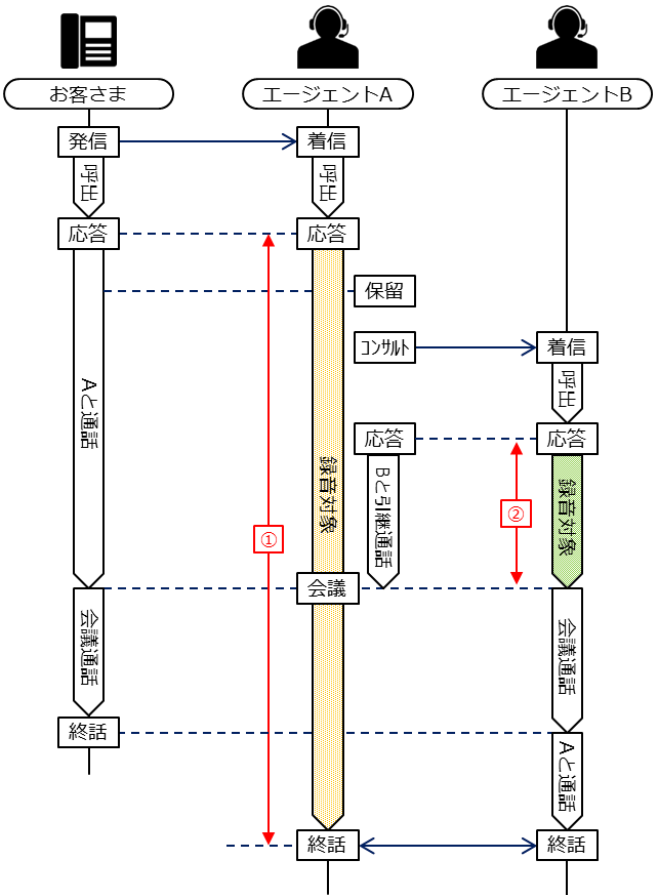 お客さま
エージェントA
エージェントB
発信
着信
呼出
呼出
応答
応答
保留
コンサルト
着信
呼出
Aと通話
応答
応答
録音対象
Bと引継通話
録音対象
①
②
会議
会議通話
会議通話
終話
Aと通話
終話
終話